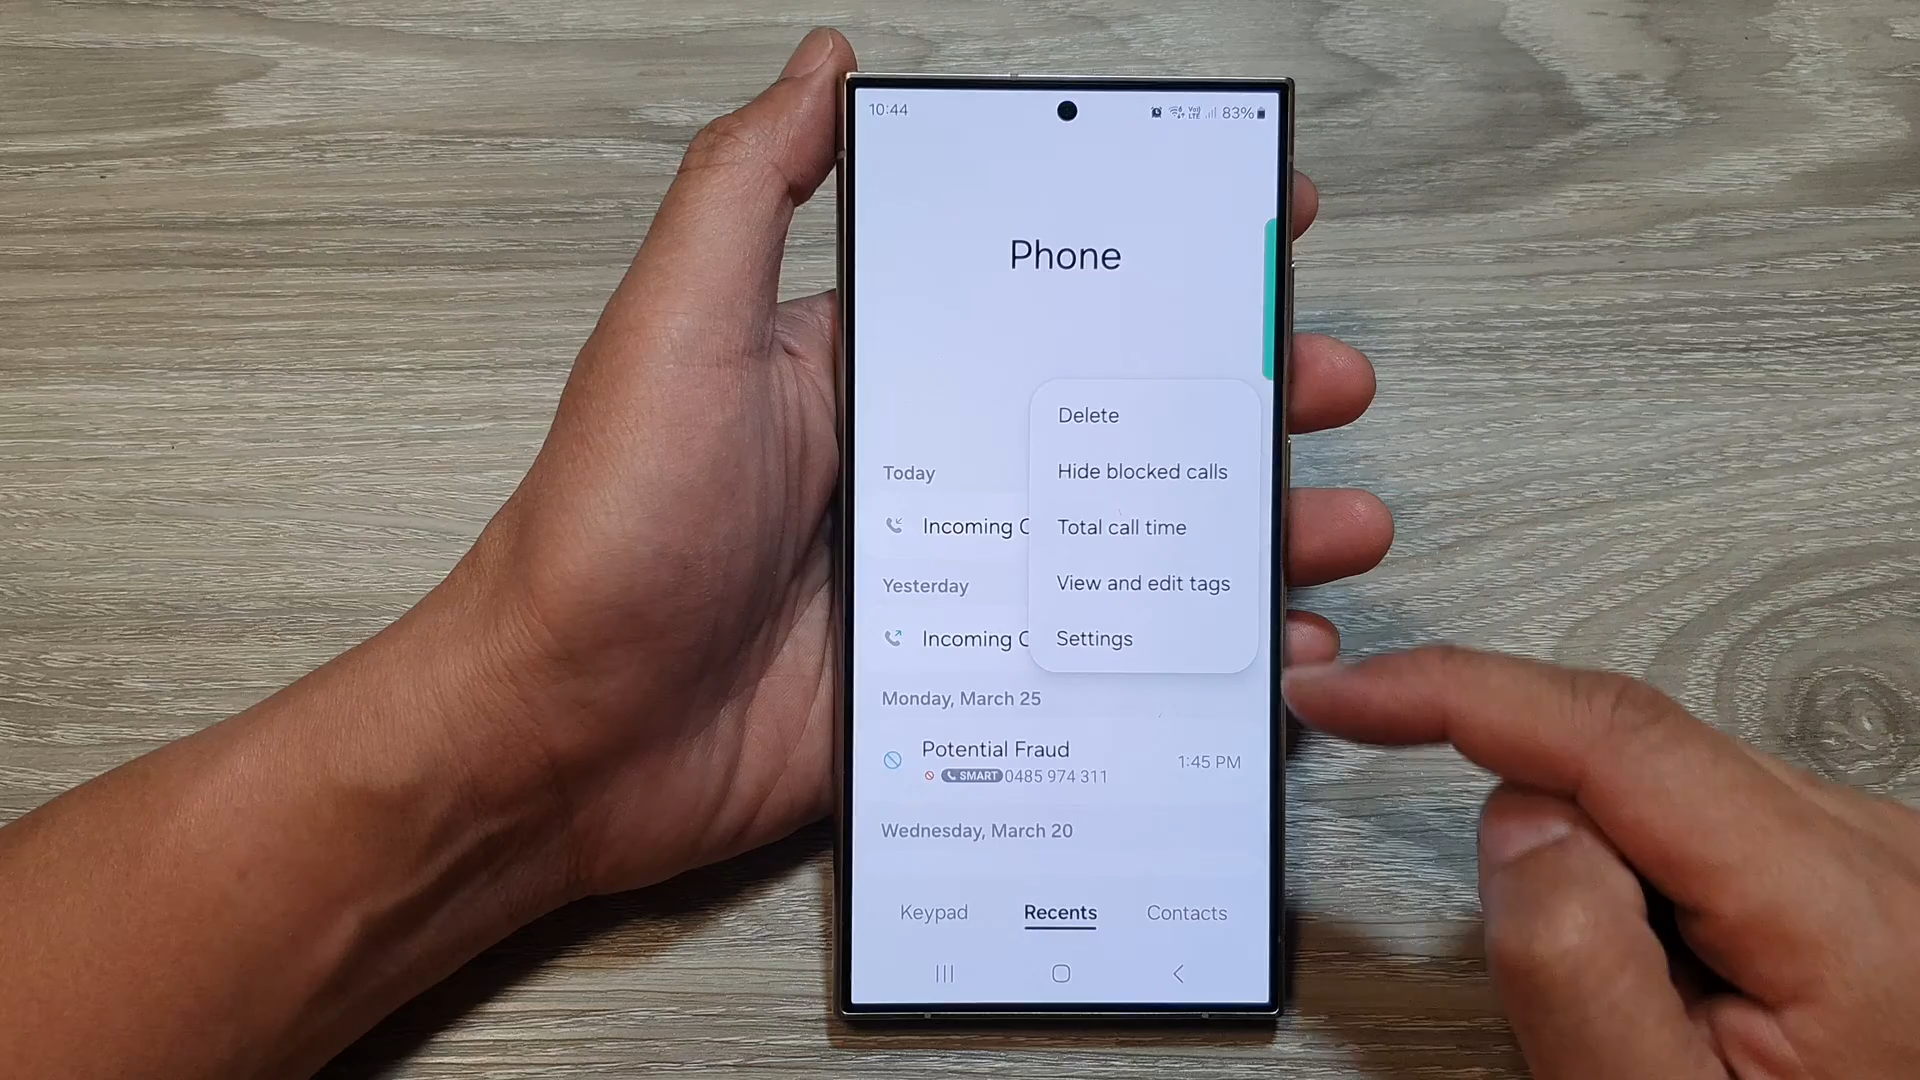 10:44
Voj
LTE
83%
Phone
Delete
Hide blocked calls
Total call time
View and edit tags
Settings
Today
Incoming C
Yesterday
Incoming C
Monday, March 25
Potential Fraud
SMART 0485 974 311
1:45 PM
Wednesday, March 20
Keypad
Recents
Contacts